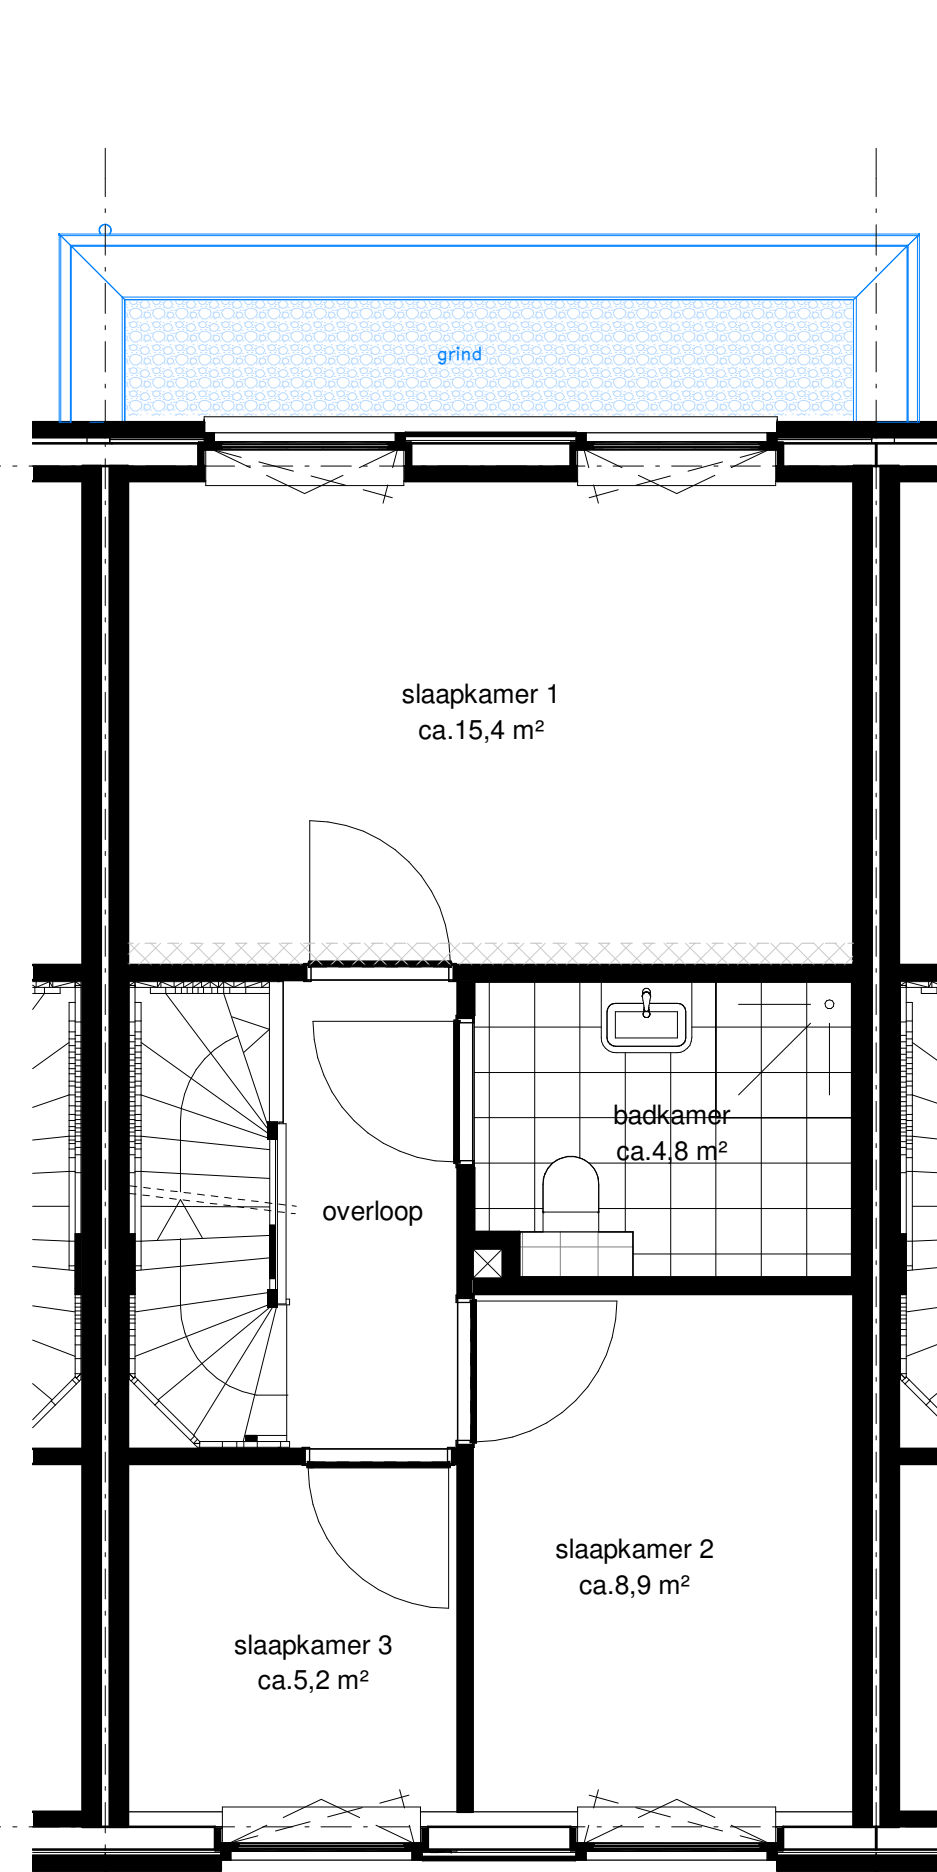 grind
slaapkamer 1
ca.15,4 m²
badkamer
ca.4,8 m²
overloop
slaapkamer 2
ca.8,9 m²
slaapkamer 3
ca.5,2 m²